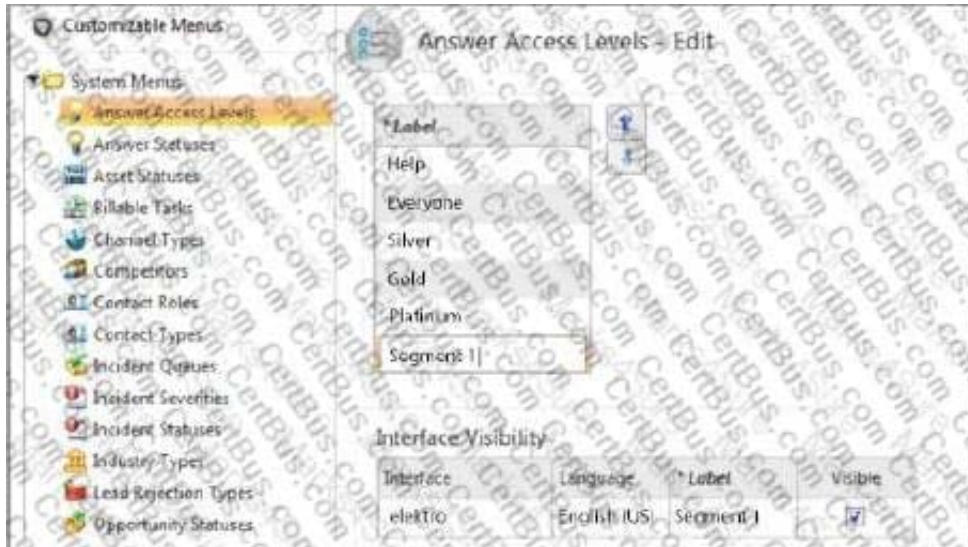 Customizable Menus
System Menus
Answer Access Levels
Answer Statuses
Asset Statuses
Billable Tasks
Channel Types
Competitors
Contact Roles
Contact Types
Incident Queues
Incident Severities
Incident Statuses
Industry Types
Lead Rejection Types
Opportunity Statuses
Answer Access Levels - Edit
*Label
Help
Everyone
Silver
Gold
Platinum
Segment 1
Interface Visibility
Interface Language * Label Visible
elektro English (US) Segment 1
CertBus.com